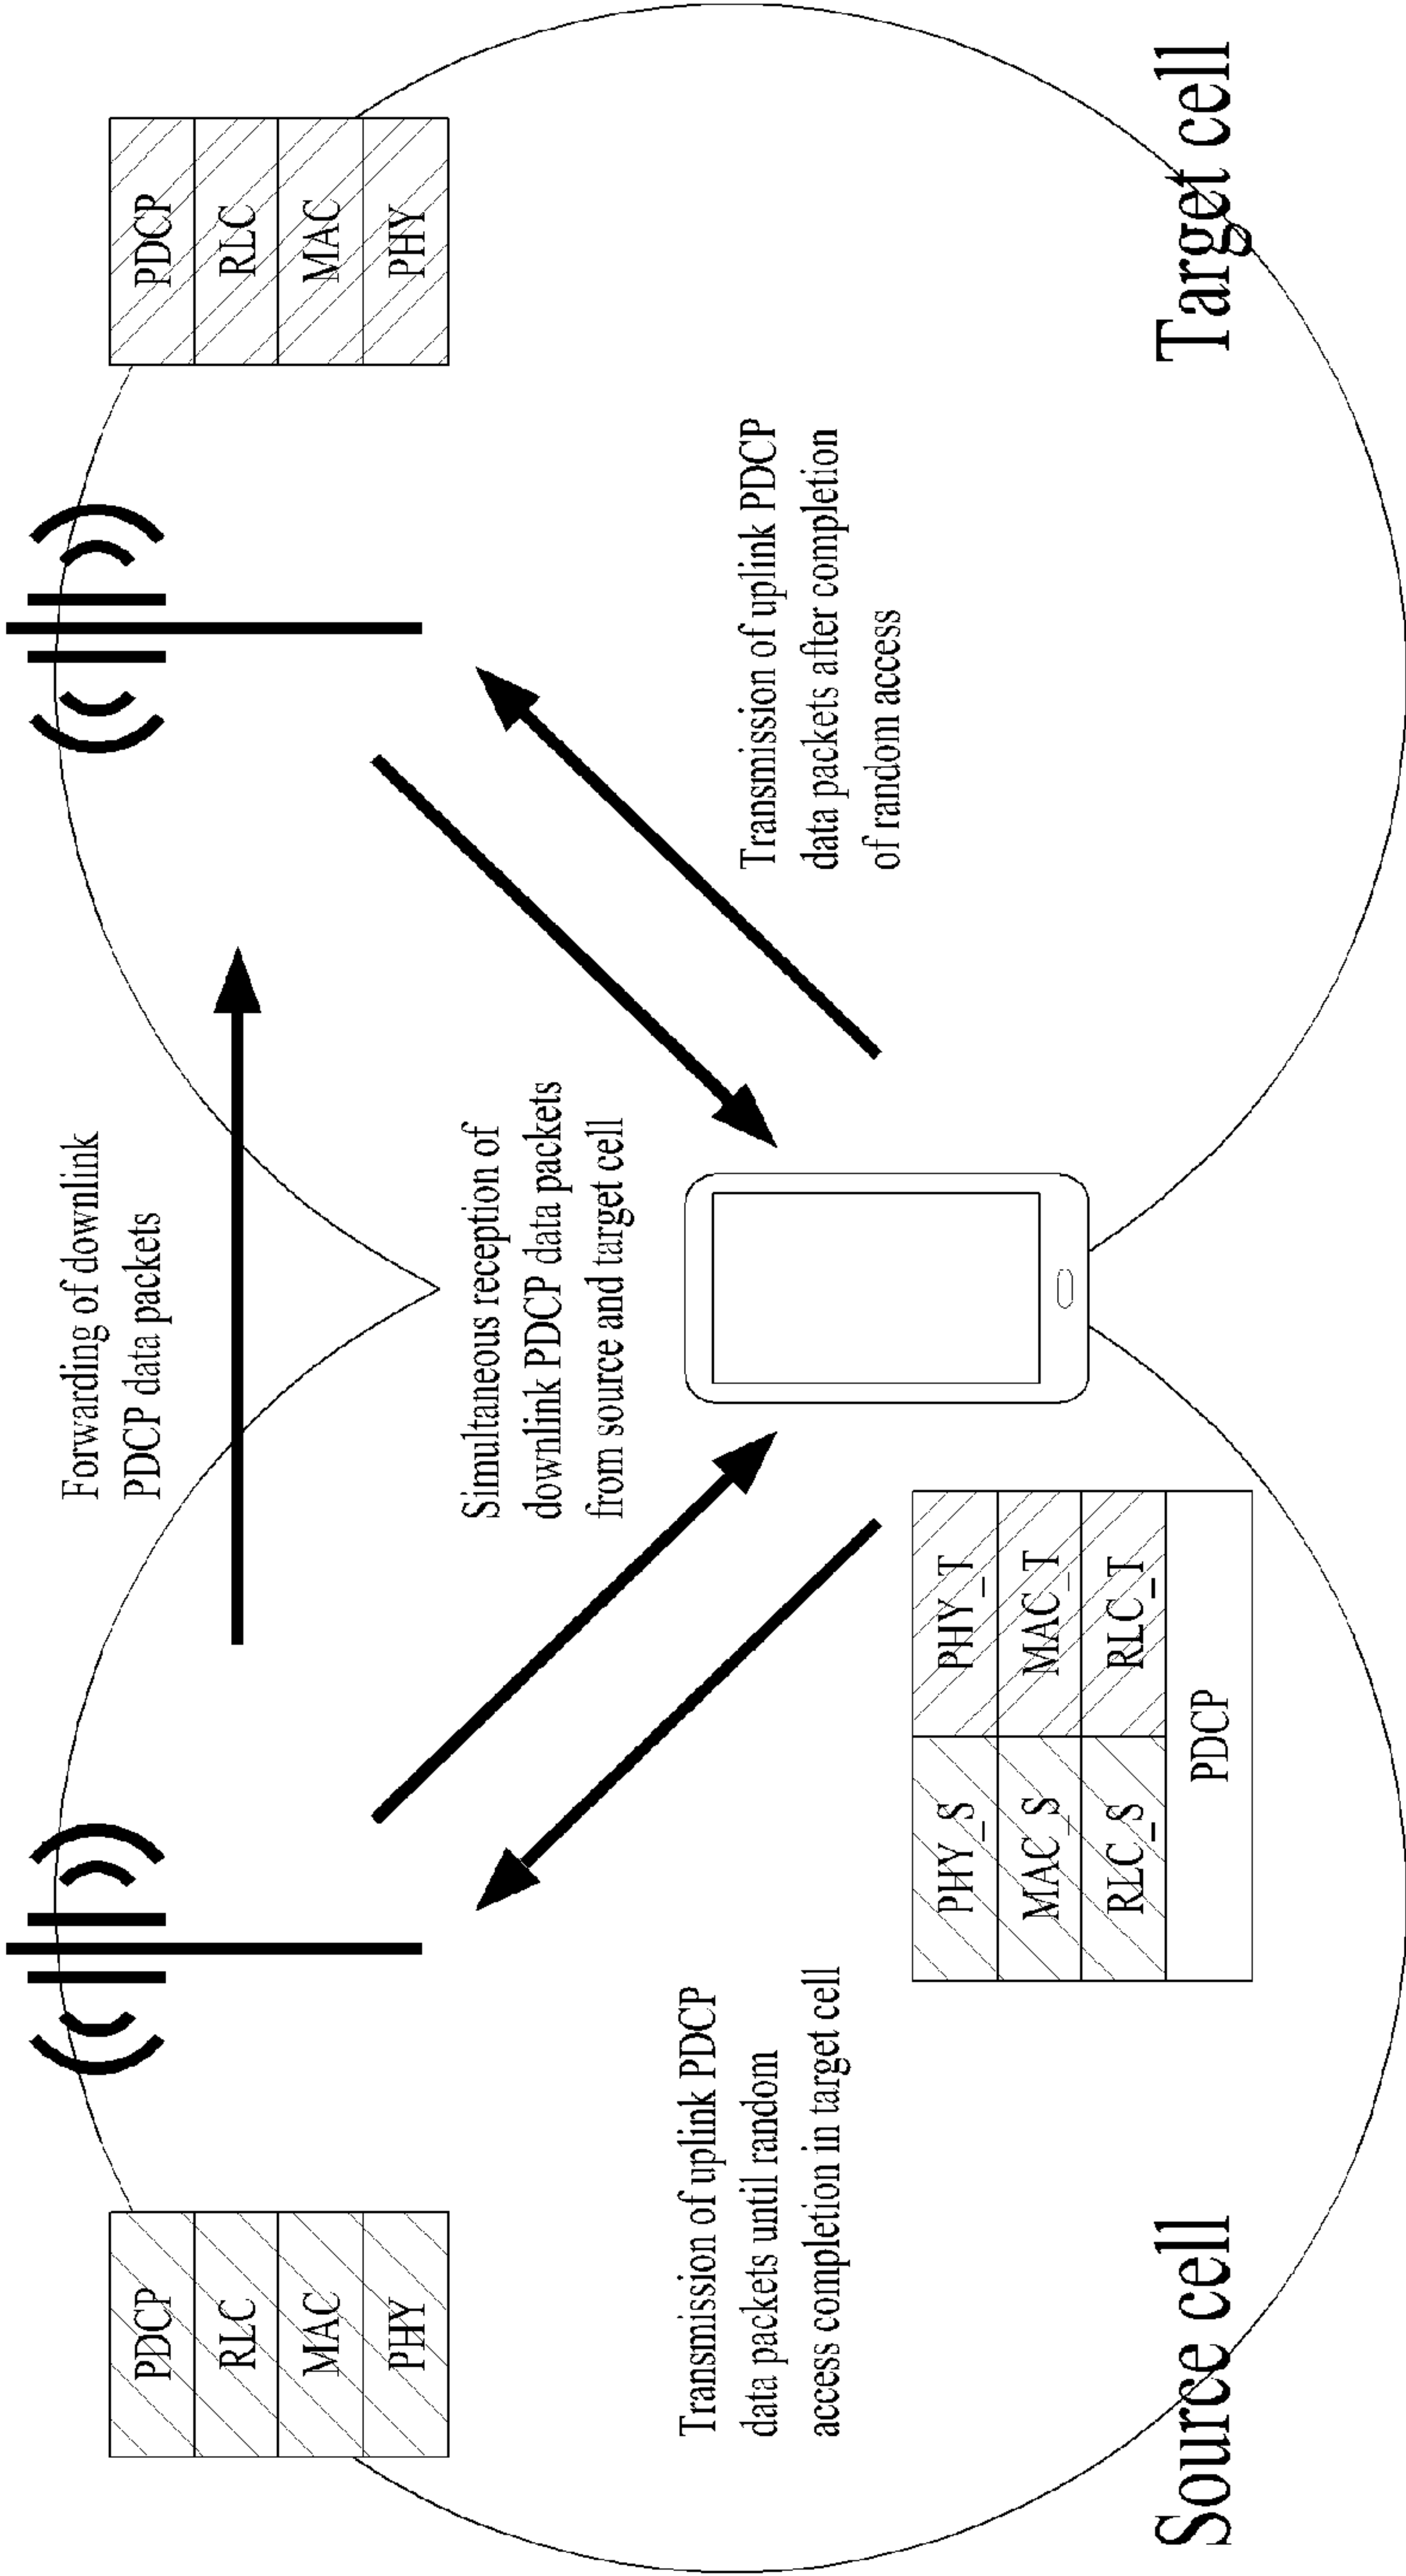 Forwarding of downlink
PDCP data packets
PDCP
RLC
MAC
PHY
PDCP
RLC
MAC
PHY
Simultaneous reception of
downlink PDCP data packets
from source and target cell
Transmission of uplink PDCP
data packets until random
access completion in target cell
Transmission of uplink PDCP
data packets after completion
of random access
PHY_S PHY_T
MAC_S MAC_T
RLC_S RLC_T
PDCP
Source cell
Target cell